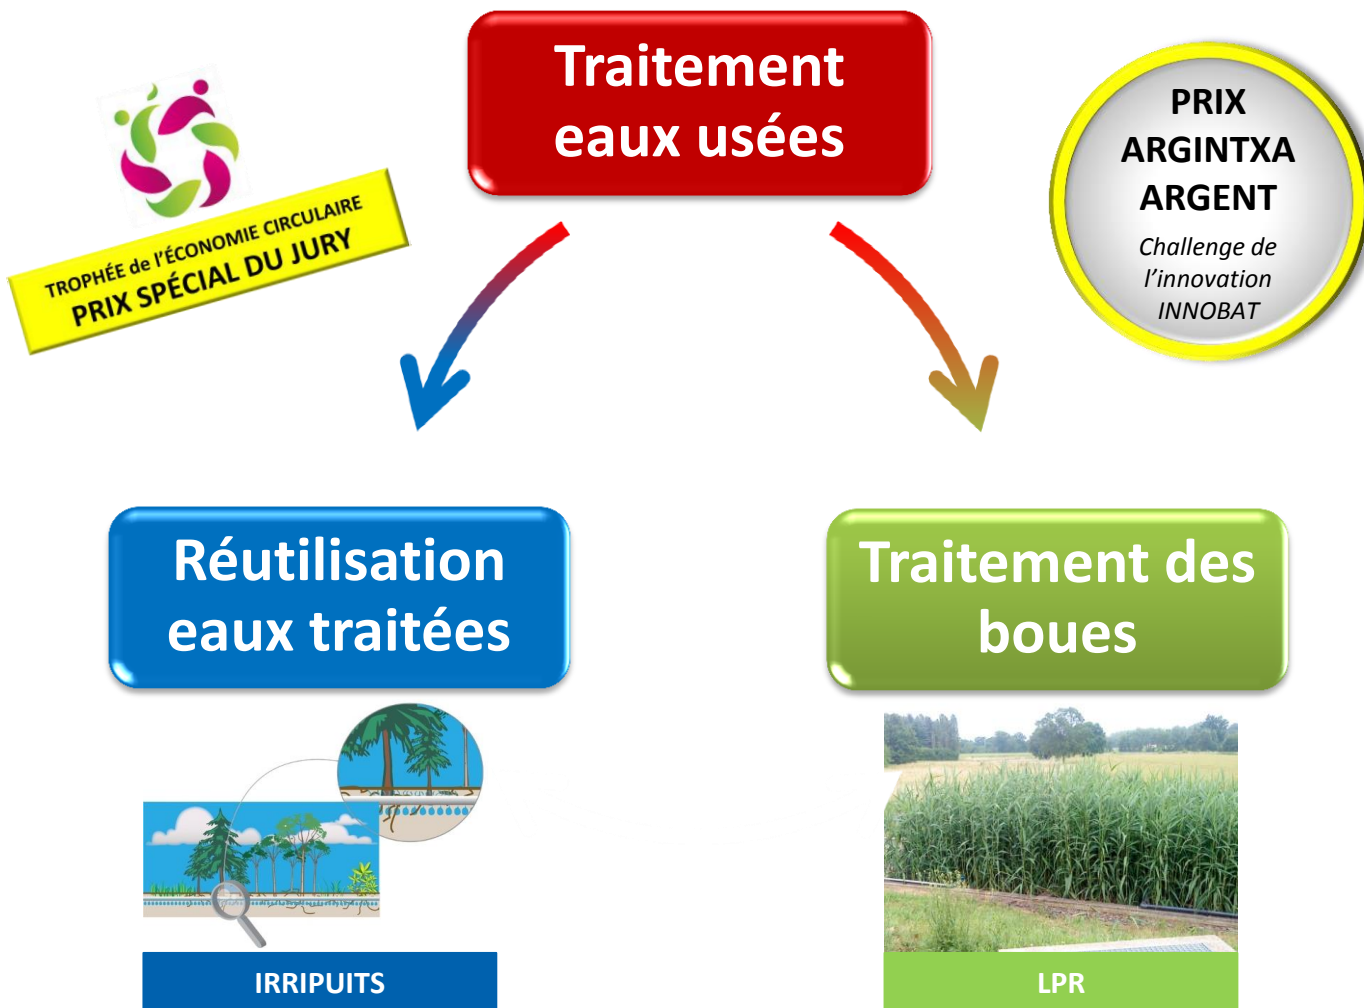 Traitement
eaux usées
TROPHÉE de l'ÉCONOMIE CIRCULAIRE
PRIX SPÉCIAL DU JURY
PRIX
ARGINTXA
ARGENT
Challenge de
l'innovation
INNOBAT
Réutilisation
eaux traitées
Traitement des
boues
IRRIPUITS
LPR